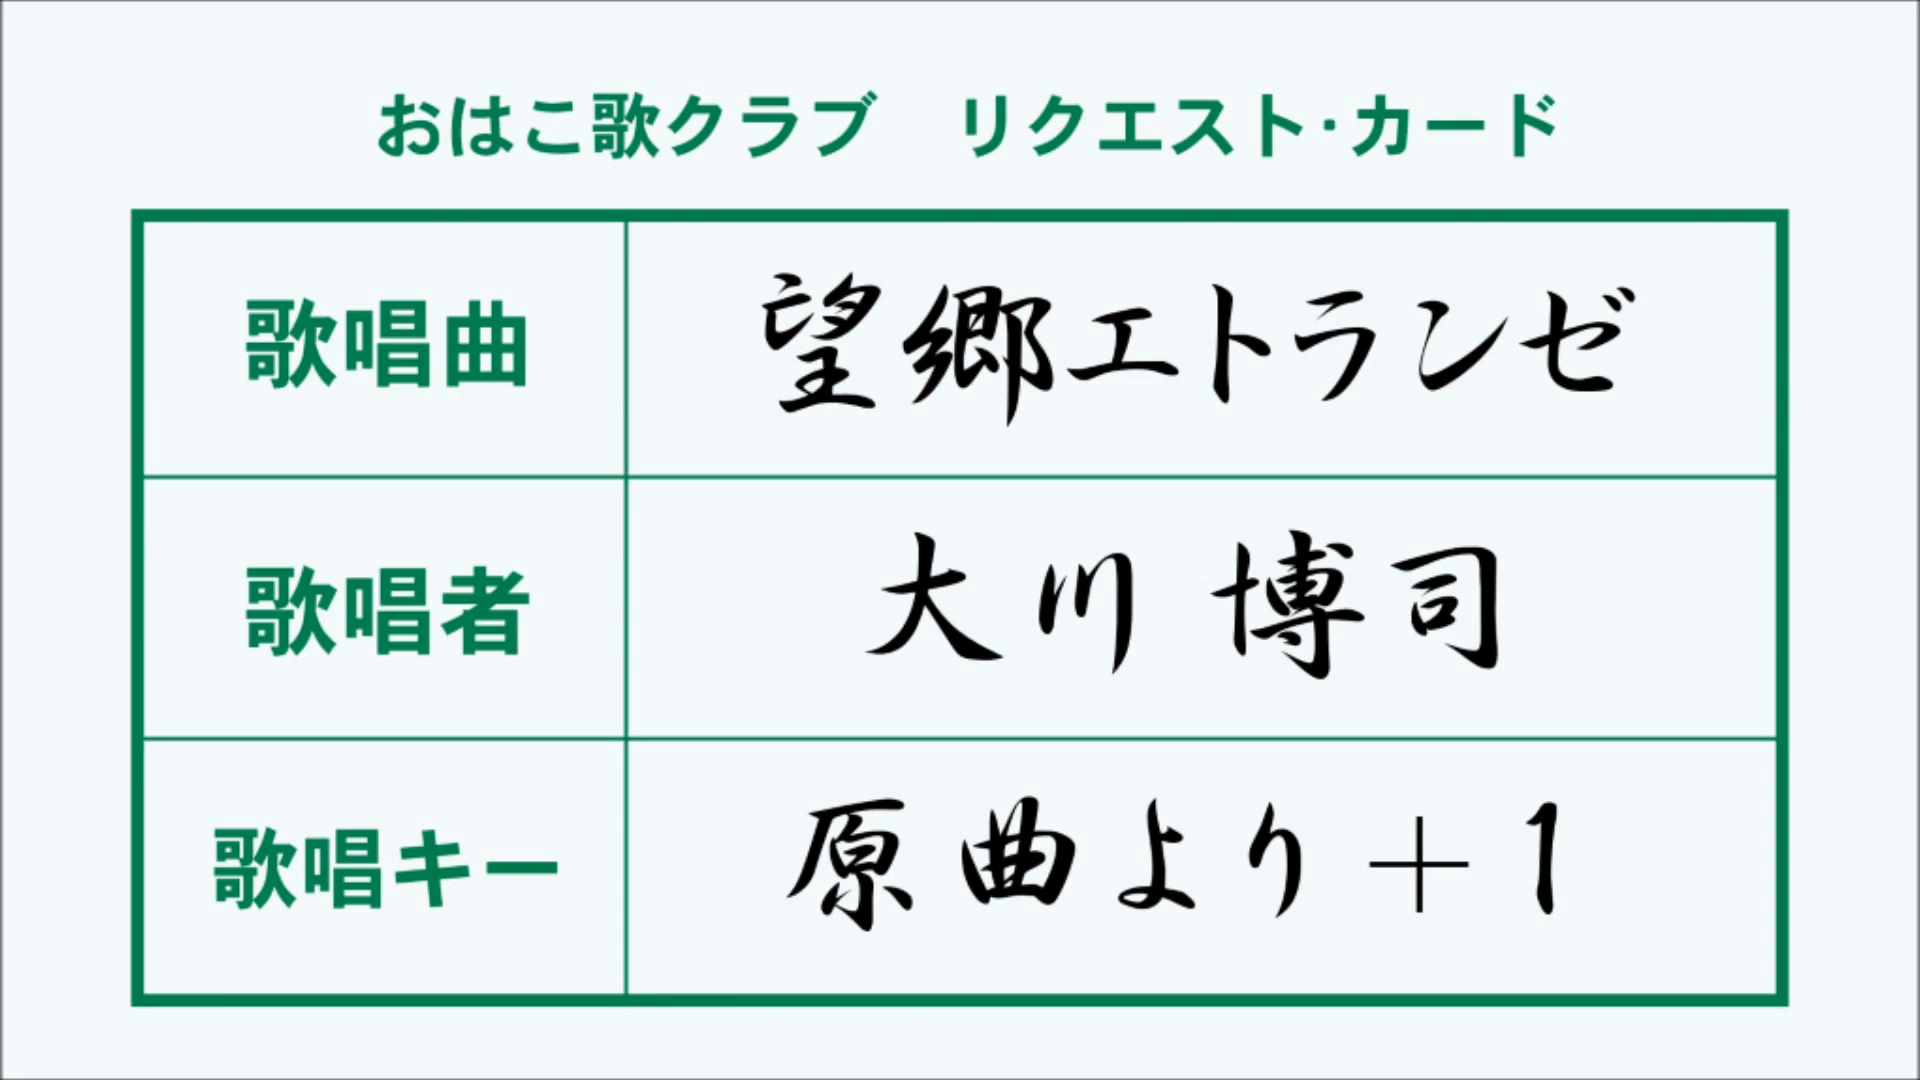 おはこ歌クラブ　リクエスト・カード
歌唱曲 望郷エトランゼ
歌唱者 大川 博司
歌唱キー 原曲より＋1